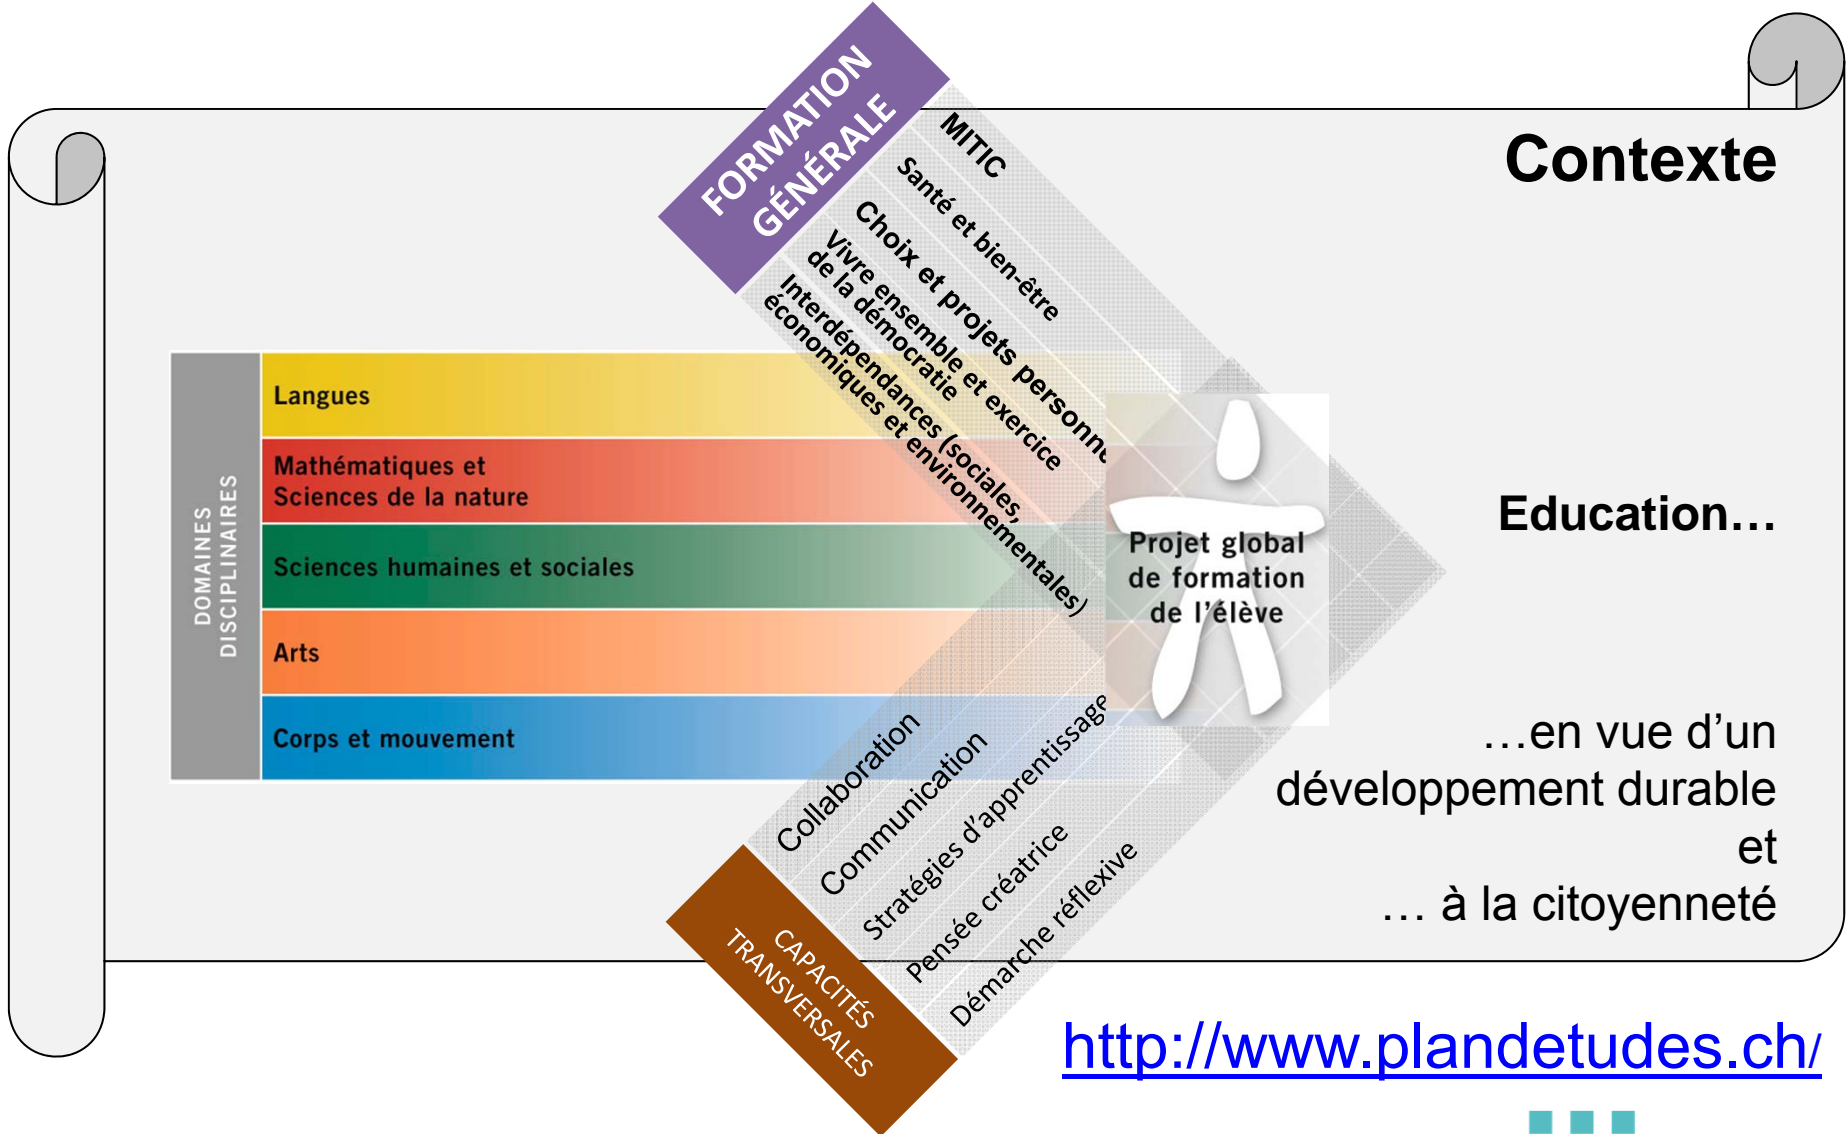 Contexte
FORMATION
GÉNÉRALE
MITIC
Santé et bien-être
Choix et projets personne
Vivre ensemble et exercice
de la démocratie
Interdépendances (sociales,
économiques et environnementales)
DOMAINES
DISCIPLINAIRES
Langues
Mathématiques et
Sciences de la nature
Sciences humaines et sociales
Arts
Corps et mouvement
Projet global
de formation
de l'élève
Education…
…en vue d'un
développement durable
et
… à la citoyenneté
CAPACITÉS
TRANSVERSALES
Collaboration
Communication
Stratégies d'apprentissage
Pensée créatrice
Démarche réflexive
http://www.plandetudes.ch/